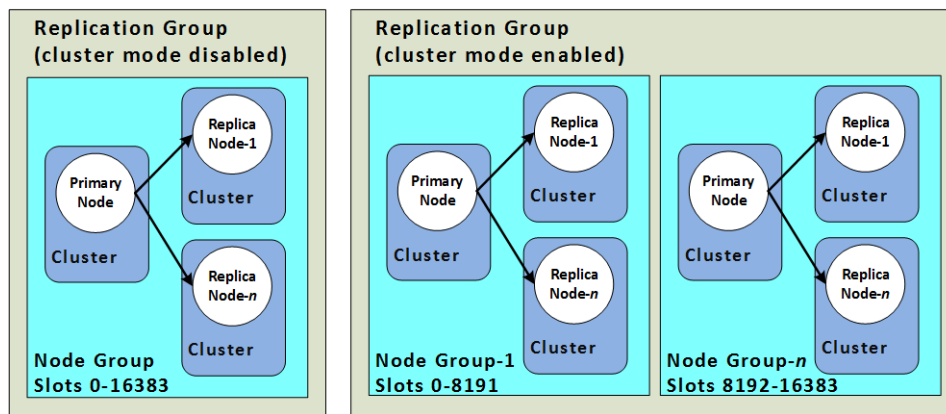 Replication Group
(cluster mode disabled)
Replica
Node-1
Cluster
Primary
Node
Cluster
Replica
Node-n
Cluster
Node Group
Slots 0-16383
Replication Group
(cluster mode enabled)
Replica
Node-1
Cluster
Primary
Node
Cluster
Replica
Node-n
Cluster
Node Group-1
Slots 0-8191
Replica
Node-1
Cluster
Primary
Node
Cluster
Replica
Node-n
Cluster
Node Group-n
Slots 8192-16383